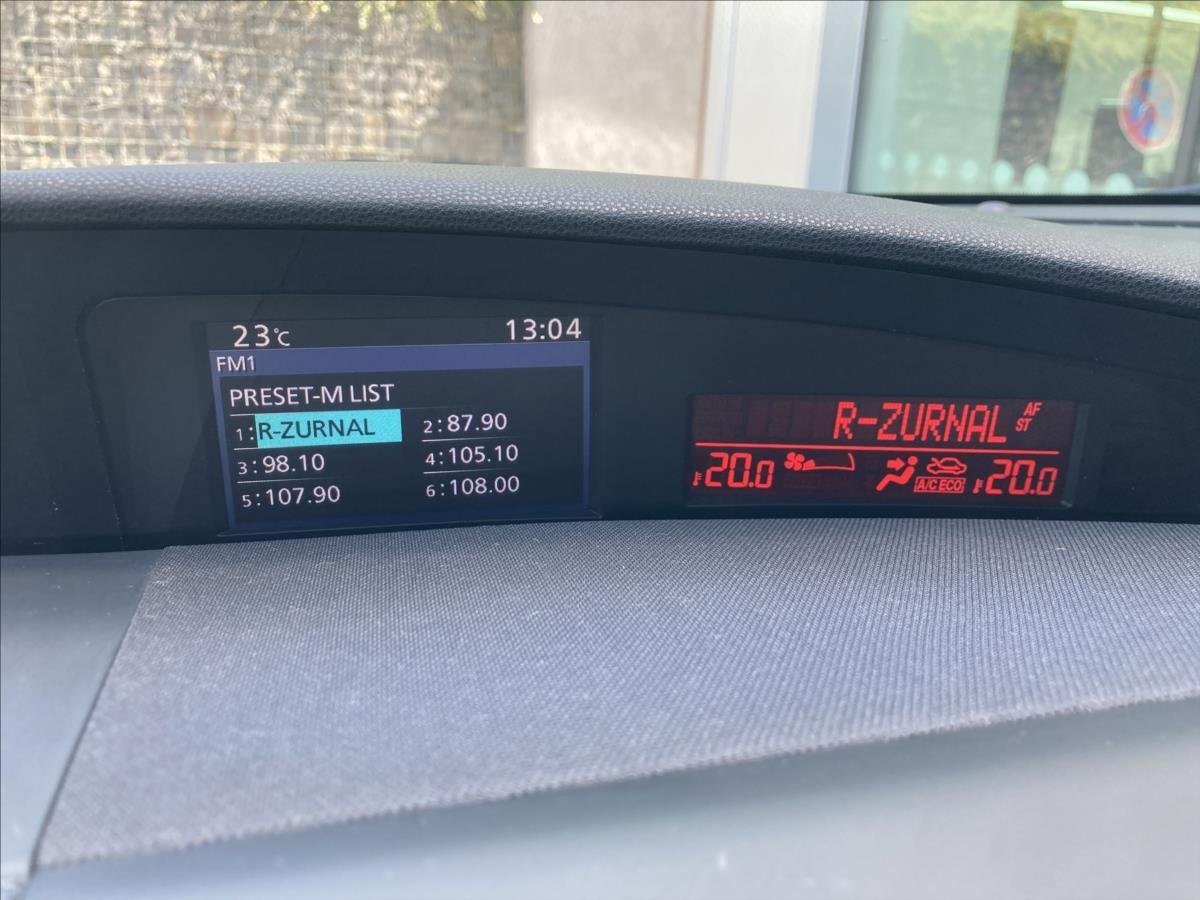 23°C 13:04
FM1
PRESET-M LIST
1:R-ZURNAL 2:87.90
3:98.10 4:105.10
5:107.90 6:108.00
R-ZURNAL AF
ST
20.0 A/C ECO 20.0